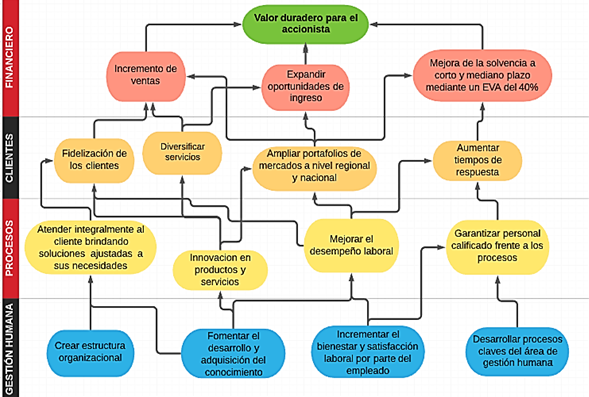 Valor duradero para el
accionista
FINANCIERO
Incremento de
ventas
Expandir
oportunidades de
ingreso
Mejora de la solvencia a
corto y mediano plazo
mediante un EVA del 40%
CLIENTES
Fidelización de
los clientes
Diversificar
servicios
Ampliar portafolios de
mercados a nivel regional
y nacional
Aumentar
tiempos de
respuesta
PROCESOS
Atender integralmente al
cliente brindando
soluciones ajustadas a
sus necesidades
Innovacion en
productos y
servicios
Mejorar el
desempeño laboral
Garantizar personal
calificado frente a los
procesos
GESTIÓN HUMANA
Crear estructura
organizacional
Fomentar el
desarrollo y
adquisición del
conocimiento
Incrementar el
bienestar y satisfacción
laboral por parte del
empleado
Desarrollar procesos
claves del área de
gestión humana